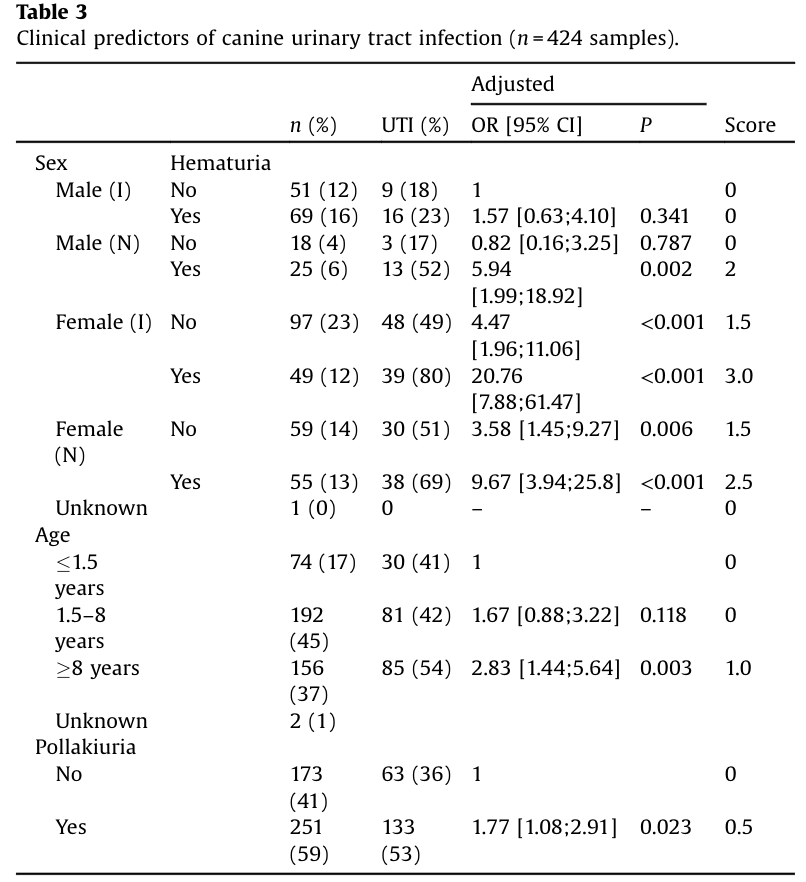 Table 3
Clinical predictors of canine urinary tract infection (n = 424 samples).
Adjusted
n (%) UTI (%) OR [95% CI] P Score
Sex Hematuria
Male (I) No 51 (12) 9 (18) 1 0
Yes 69 (16) 16 (23) 1.57 [0.63;4.10] 0.341 0
Male (N) No 18 (4) 3 (17) 0.82 [0.16;3.25] 0.787 0
Yes 25 (6) 13 (52) 5.94 0.002 2
[1.99;18.92]
Female (I) No 97 (23) 48 (49) 4.47 <0.001 1.5
[1.96;11.06]
Yes 49 (12) 39 (80) 20.76 <0.001 3.0
[7.88;61.47]
Female No 59 (14) 30 (51) 3.58 [1.45;9.27] 0.006 1.5
(N)
Yes 55 (13) 38 (69) 9.67 [3.94;25.8] <0.001 2.5
Unknown 1 (0) 0 – – 0
Age
≤1.5 74 (17) 30 (41) 1 0
years
1.5–8 192 81 (42) 1.67 [0.88;3.22] 0.118 0
years (45)
≥8 years 156 85 (54) 2.83 [1.44;5.64] 0.003 1.0
(37)
Unknown 2 (1)
Pollakiuria
No 173 63 (36) 1 0
(41)
Yes 251 133 1.77 [1.08;2.91] 0.023 0.5
(59) (53)